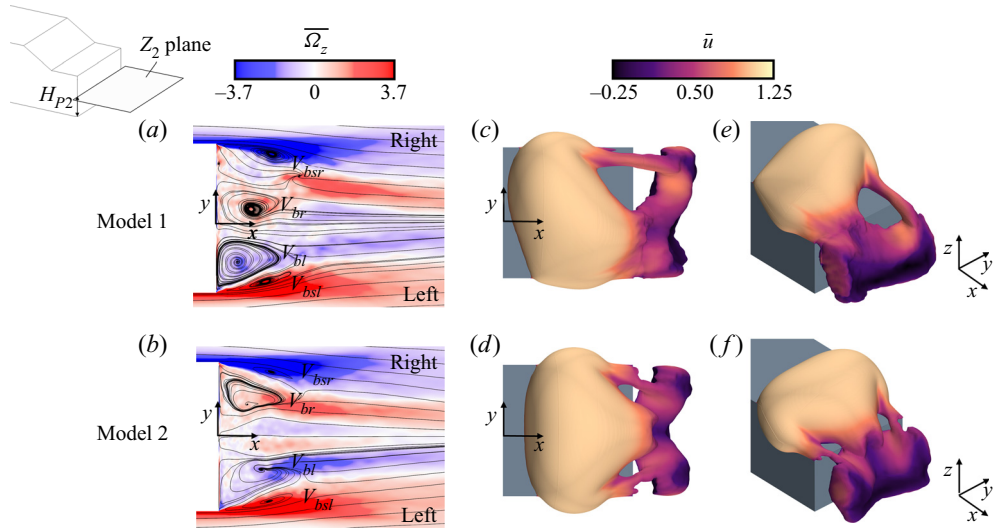 Z2 plane
HP2
Ωz
–3.7 0 3.7
ū
–0.25 0.50 1.25
(a)
Right
Vbsr
y
Vbr
x
Vbl
Vbsl
Left
Model 1
(c)
y
x
(e)
z
y
x
(b)
Right
Vbsr
y
Vbr
x
Vbl
Vbsl
Left
Model 2
(d)
y
x
(f)
z
y
x